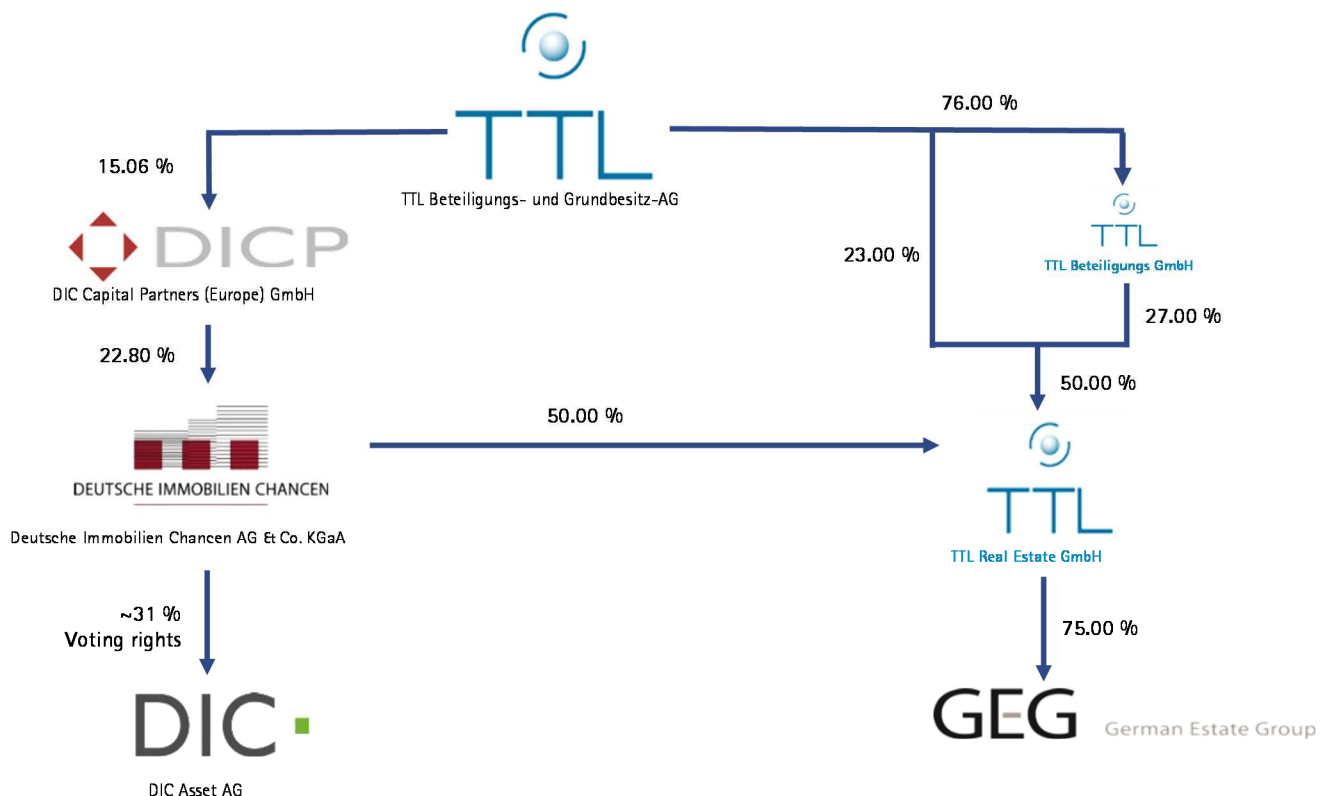 TTL
TTL Beteiligungs- und Grundbesitz-AG
76.00 %
15.06 %
DICP
DIC Capital Partners (Europe) GmbH
23.00 %
TTL
TTL Beteiligungs GmbH
27.00 %
22.80 %
50.00 %
50.00 %
DEUTSCHE IMMOBILIEN CHANCEN
Deutsche Immobilien Chancen AG & Co. KGaA
TTL
TTL Real Estate GmbH
~31 %
Voting rights
75.00 %
DIC
DIC Asset AG
GEG German Estate Group